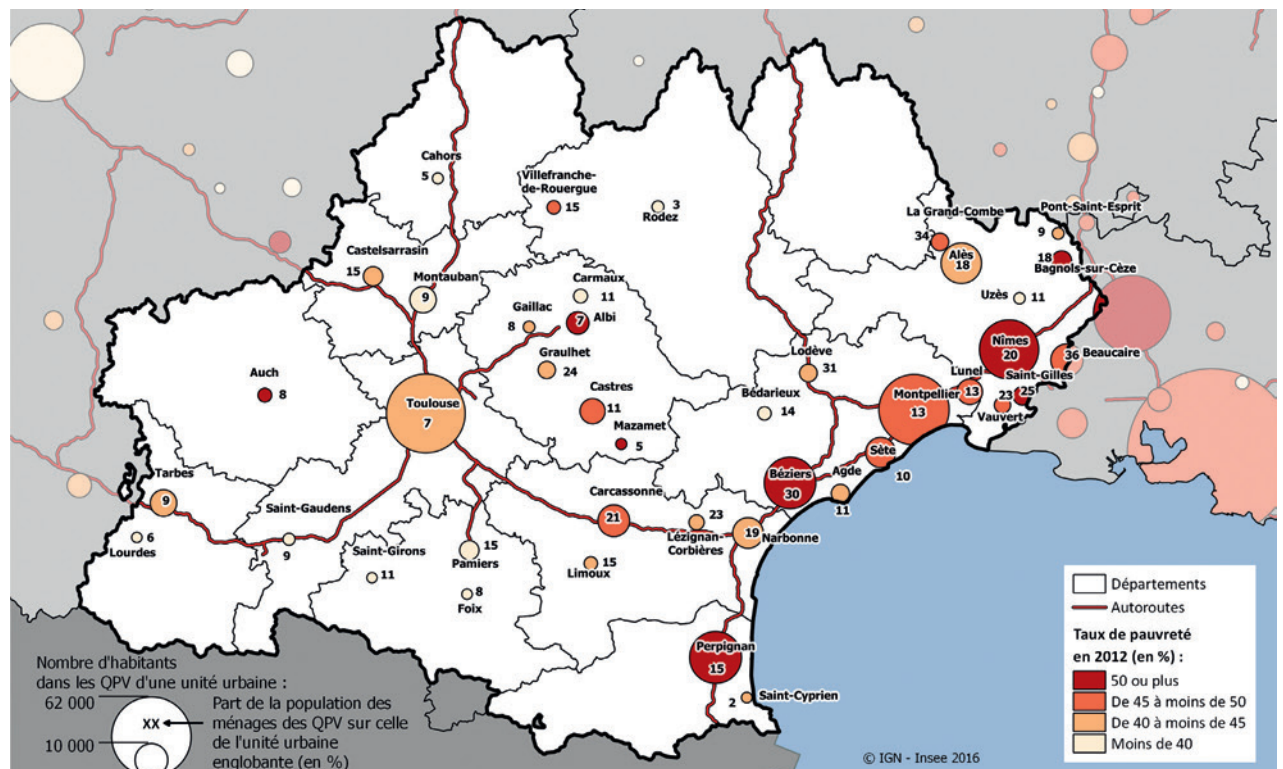 Cahors
5
Villefranche-
de-Rouergue
15
3
Rodez
La Grand-Combe
34
Pont-Saint-Esprit
9
Alès
18
18
Bagnols-sur-Cèze
Castelsarrasin
15
Montauban
9
Carmaux
11
Gaillac
8
7
Albi
Uzès
11
Graulhet
24
Nîmes
20
36
Beaucaire
Auch
8
Lodève
31
Lunel
13
Saint-Gilles
25
23
Vauvert
Toulouse
7
Castres
11
Bédarieux
14
Montpellier
13
Mazamet
5
Sète
10
Tarbes
9
Béziers
30
Agde
11
Saint-Gaudens
9
Carcassonne
21
23
Lézignan-
Corbières
19
Narbonne
6
Lourdes
Saint-Girons
11
15
Pamiers
15
Limoux
8
Foix
Perpignan
15
Saint-Cyprien
2
Départements
Autoroutes
Taux de pauvreté
en 2012 (en %) :
50 ou plus
De 45 à moins de 50
De 40 à moins de 45
Moins de 40
Nombre d'habitants
dans les QPV d'une unité urbaine :
62 000
10 000
XX
Part de la population des
ménages des QPV sur celle
de l'unité urbaine
englobante (en %)
© IGN - Insee 2016